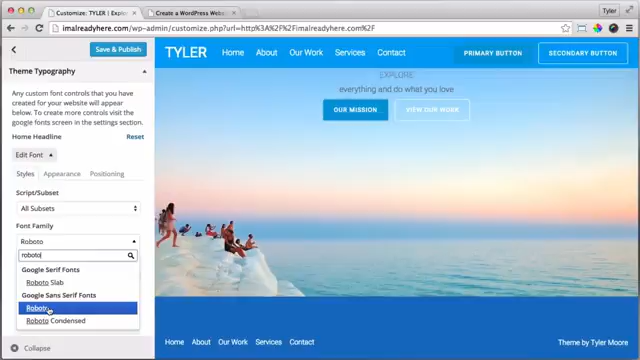 Customize: TYLER | Explor
Create a WordPress Websit
Tyler
imalreadyhere.com/wp-admin/customize.php?url=http%3A%2F%2Fimalreadyhere.com%2F
Save & Publish
Theme Typography
Any custom font controls that you have
created for your website will appear
below. To create more controls visit the
google fonts screen in the settings section.
Home Headline
Reset
Edit Font
Styles
Appearance
Positioning
Script/Subset
All Subsets
Font Family
Roboto
roboto
Google Serif Fonts
Roboto Slab
Google Sans Serif Fonts
Roboto
Roboto Condensed
Collapse
TYLER
Home
About
Our Work
Services
Contact
PRIMARY BUTTON
SECONDARY BUTTON
EXPLORE
everything and do what you love
OUR MISSION
VIEW OUR WORK
Home
About
Our Work
Services
Contact
Theme by Tyler Moore